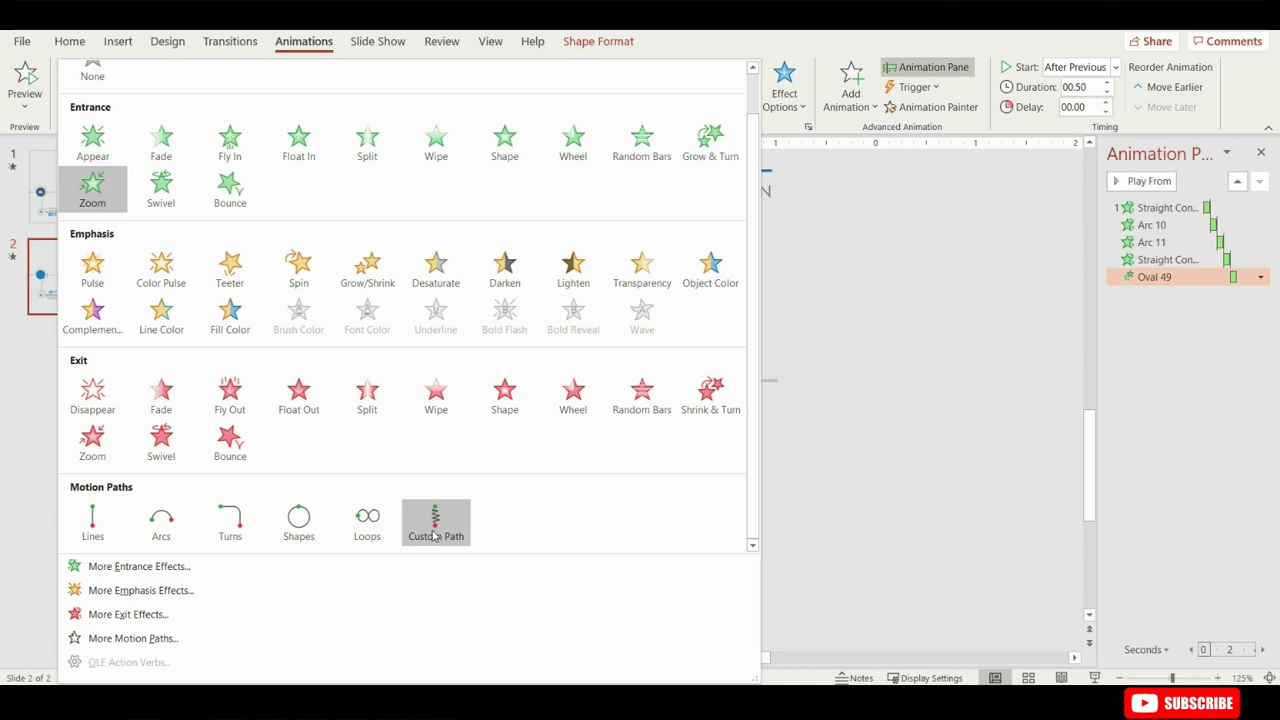 File Home Insert Design Transitions Animations Slide Show Review View Help Shape Format Share Comments
Preview
Preview
None
Entrance
Appear Fade Fly In Float In Split Wipe Shape Wheel Random Bars Grow & Turn
Zoom Swivel Bounce
Emphasis
Pulse Color Pulse Teeter Spin Grow/Shrink Desaturate Darken Lighten Transparency Object Color
Complemen... Line Color Fill Color Brush Color Font Color Underline Bold Flash Bold Reveal Wave
Exit
Disappear Fade Fly Out Float Out Split Wipe Shape Wheel Random Bars Shrink & Turn
Zoom Swivel Bounce
Motion Paths
Lines Arcs Turns Shapes Loops Custom Path
More Entrance Effects...
More Emphasis Effects...
More Exit Effects...
More Motion Paths...
OLE Action Verbs...
Effect
Options
Add
Animation
Animation Pane
Trigger
Animation Painter
Advanced Animation
Start: After Previous
Duration: 00.50
Delay: 00.00
Reorder Animation
Move Earlier
Move Later
Timing
1
2
1 0 1 2
N
Animation P...
Play From
1 Straight Con...
Arc 10
Arc 11
Straight Con...
Oval 49
Seconds 0 2
Slide 2 of 2 Notes Display Settings 125%
SUBSCRIBE